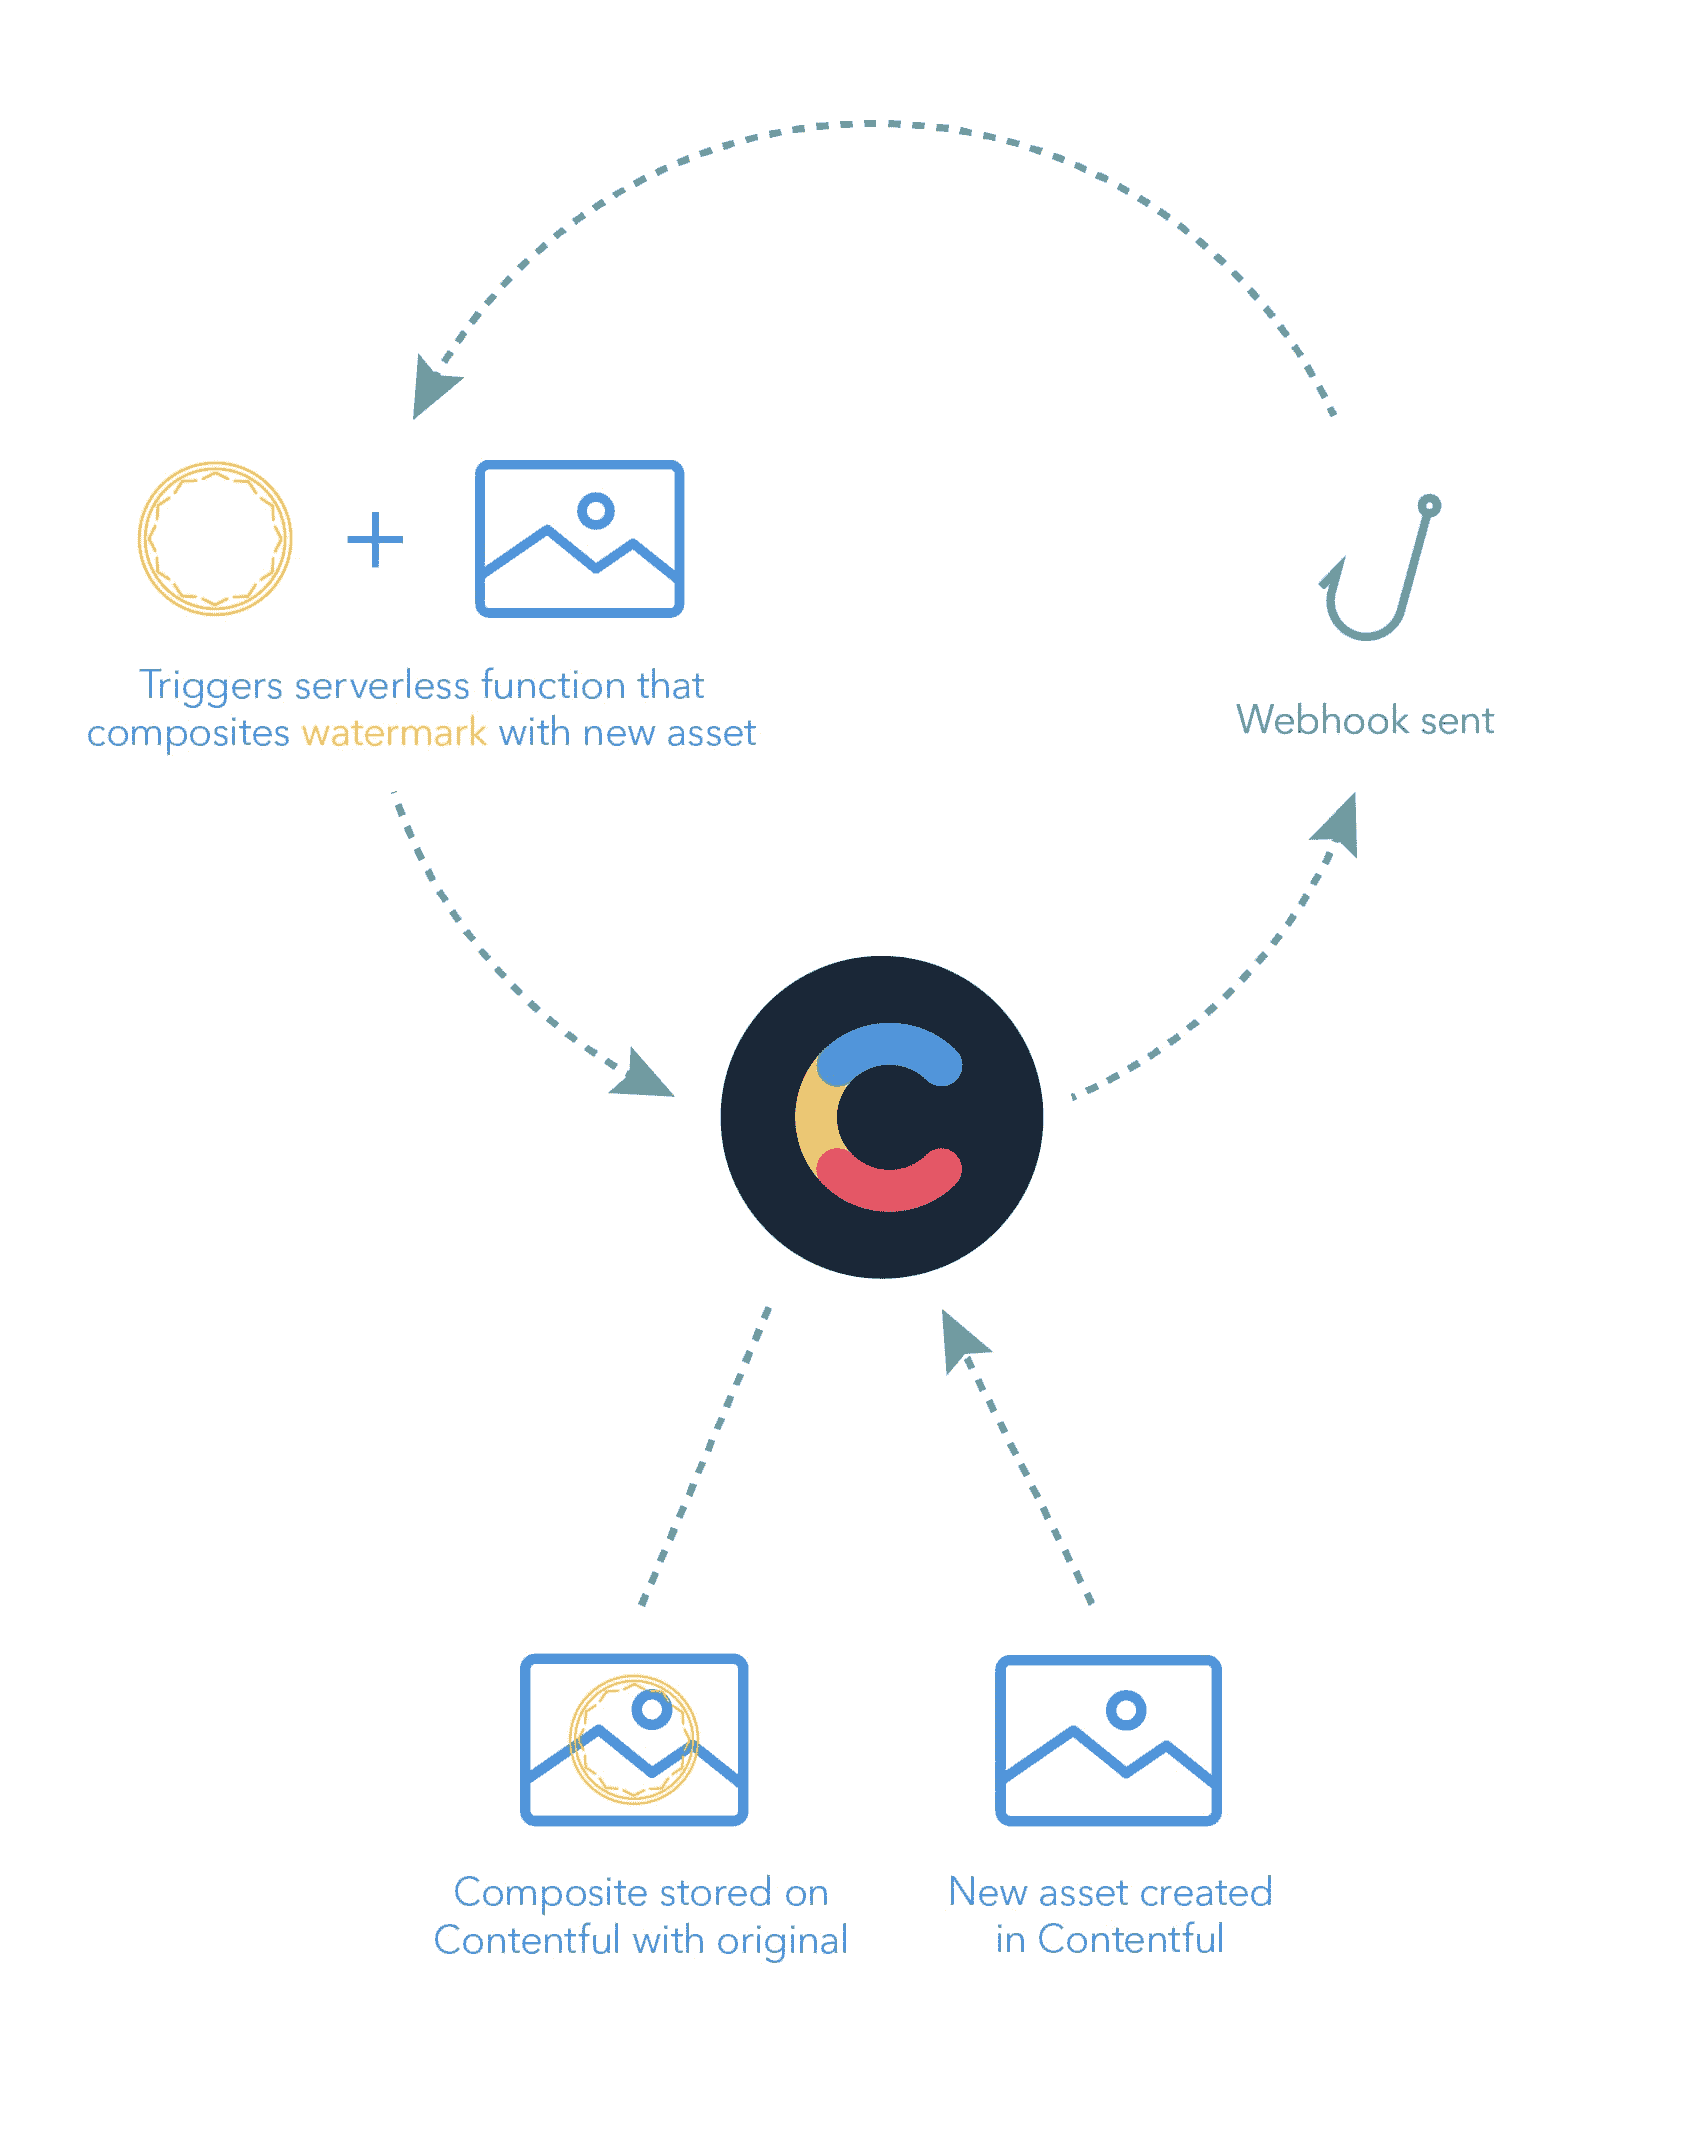 Triggers serverless function that
composites watermark with new asset
Webhook sent
Composite stored on
Contentful with original
New asset created
in Contentful